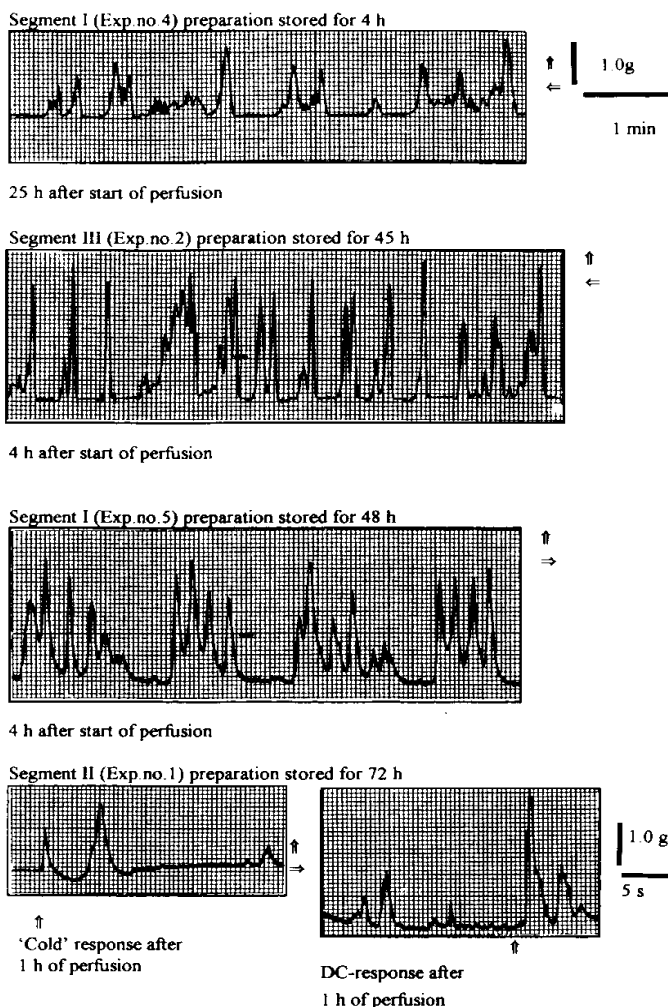 Segment I (Exp.no.4) preparation stored for 4 h
⇑
⇐
1.0g
1 min
25 h after start of perfusion
Segment III (Exp.no.2) preparation stored for 45 h
⇑
⇐
4 h after start of perfusion
Segment I (Exp.no.5) preparation stored for 48 h
⇑
⇒
4 h after start of perfusion
Segment II (Exp.no.1) preparation stored for 72 h
⇑
⇒
1.0 g
5 s
⇑
'Cold' response after
1 h of perfusion
⇑
DC-response after
1 h of perfusion